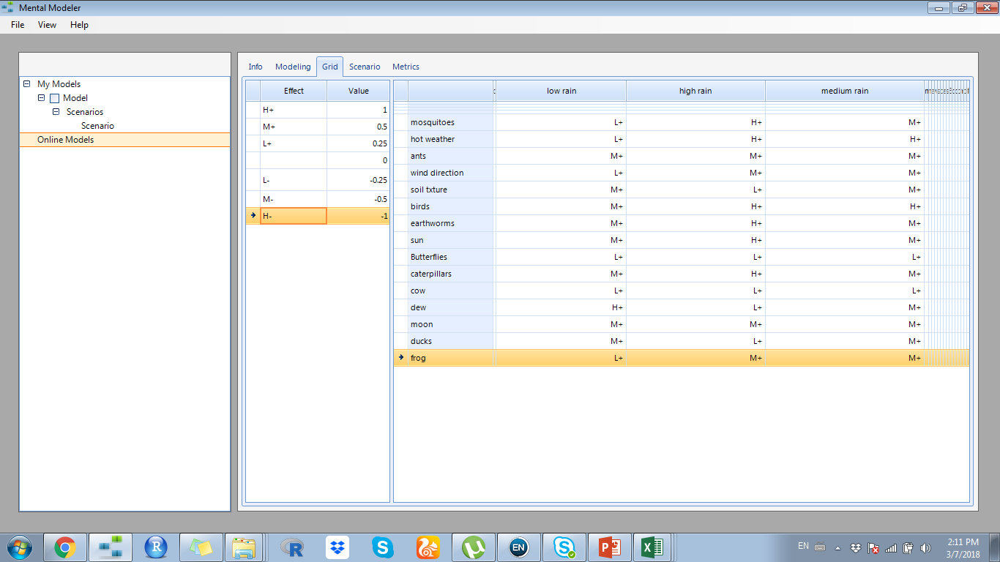 Mental Modeler
File View Help
Info Modeling Grid Scenario Metrics
My Models
Model
Scenarios
Scenario
Online Models
Effect Value
H+ 1
M+ 0.5
L+ 0.25
0
L- -0.25
M- -0.5
H- -1
low rain high rain medium rain
mosquitoes L+ H+ M+
hot weather L+ H+ H+
ants M+ M+ M+
wind direction L+ M+ M+
soil txture M+ L+ M+
birds M+ H+ H+
earthworms M+ H+ M+
sun M+ H+ M+
Butterflies L+ L+ L+
caterpillars M+ H+ M+
cow L+ L+ L+
dew H+ L+ M+
moon M+ M+ M+
ducks M+ L+ M+
frog L+ M+ M+
R R EN S P X EN
2:11 PM
3/7/2018